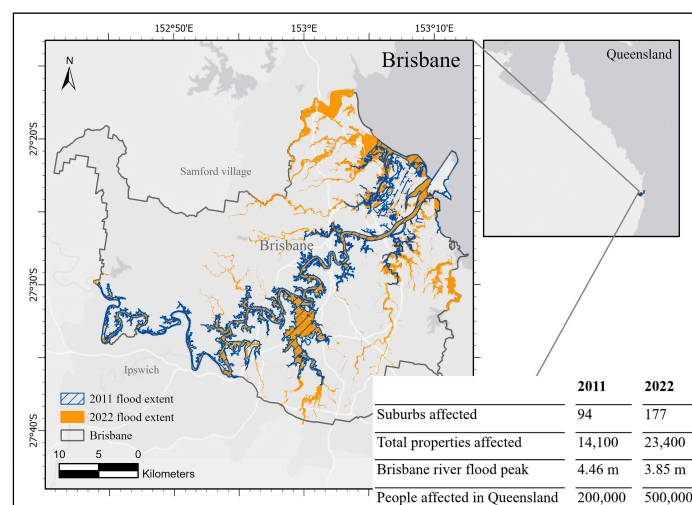 152°50'E 153°E 153°10'E
N
Brisbane
Queensland
27°20'S
Samford village
Brisbane
27°30'S
Ipswich
2011 flood extent
2022 flood extent
Brisbane
27°40'S
10 5 0
Kilometers
2011 2022
Suburbs affected 94 177
Total properties affected 14,100 23,400
Brisbane river flood peak 4.46 m 3.85 m
People affected in Queensland 200,000 500,000